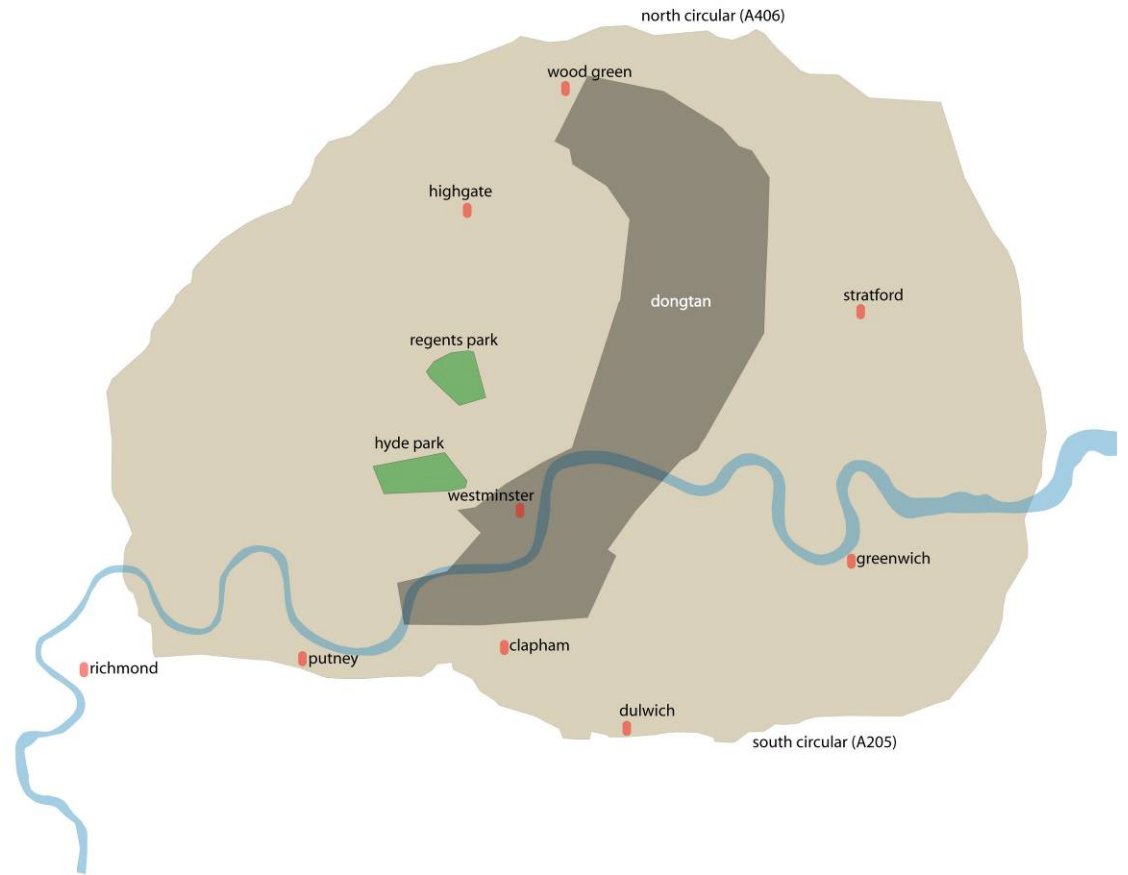 north circular (A406)
wood green
highgate
stratford
dongtan
regents park
hyde park
westminster
greenwich
clapham
putney
richmond
dulwich
south circular (A205)